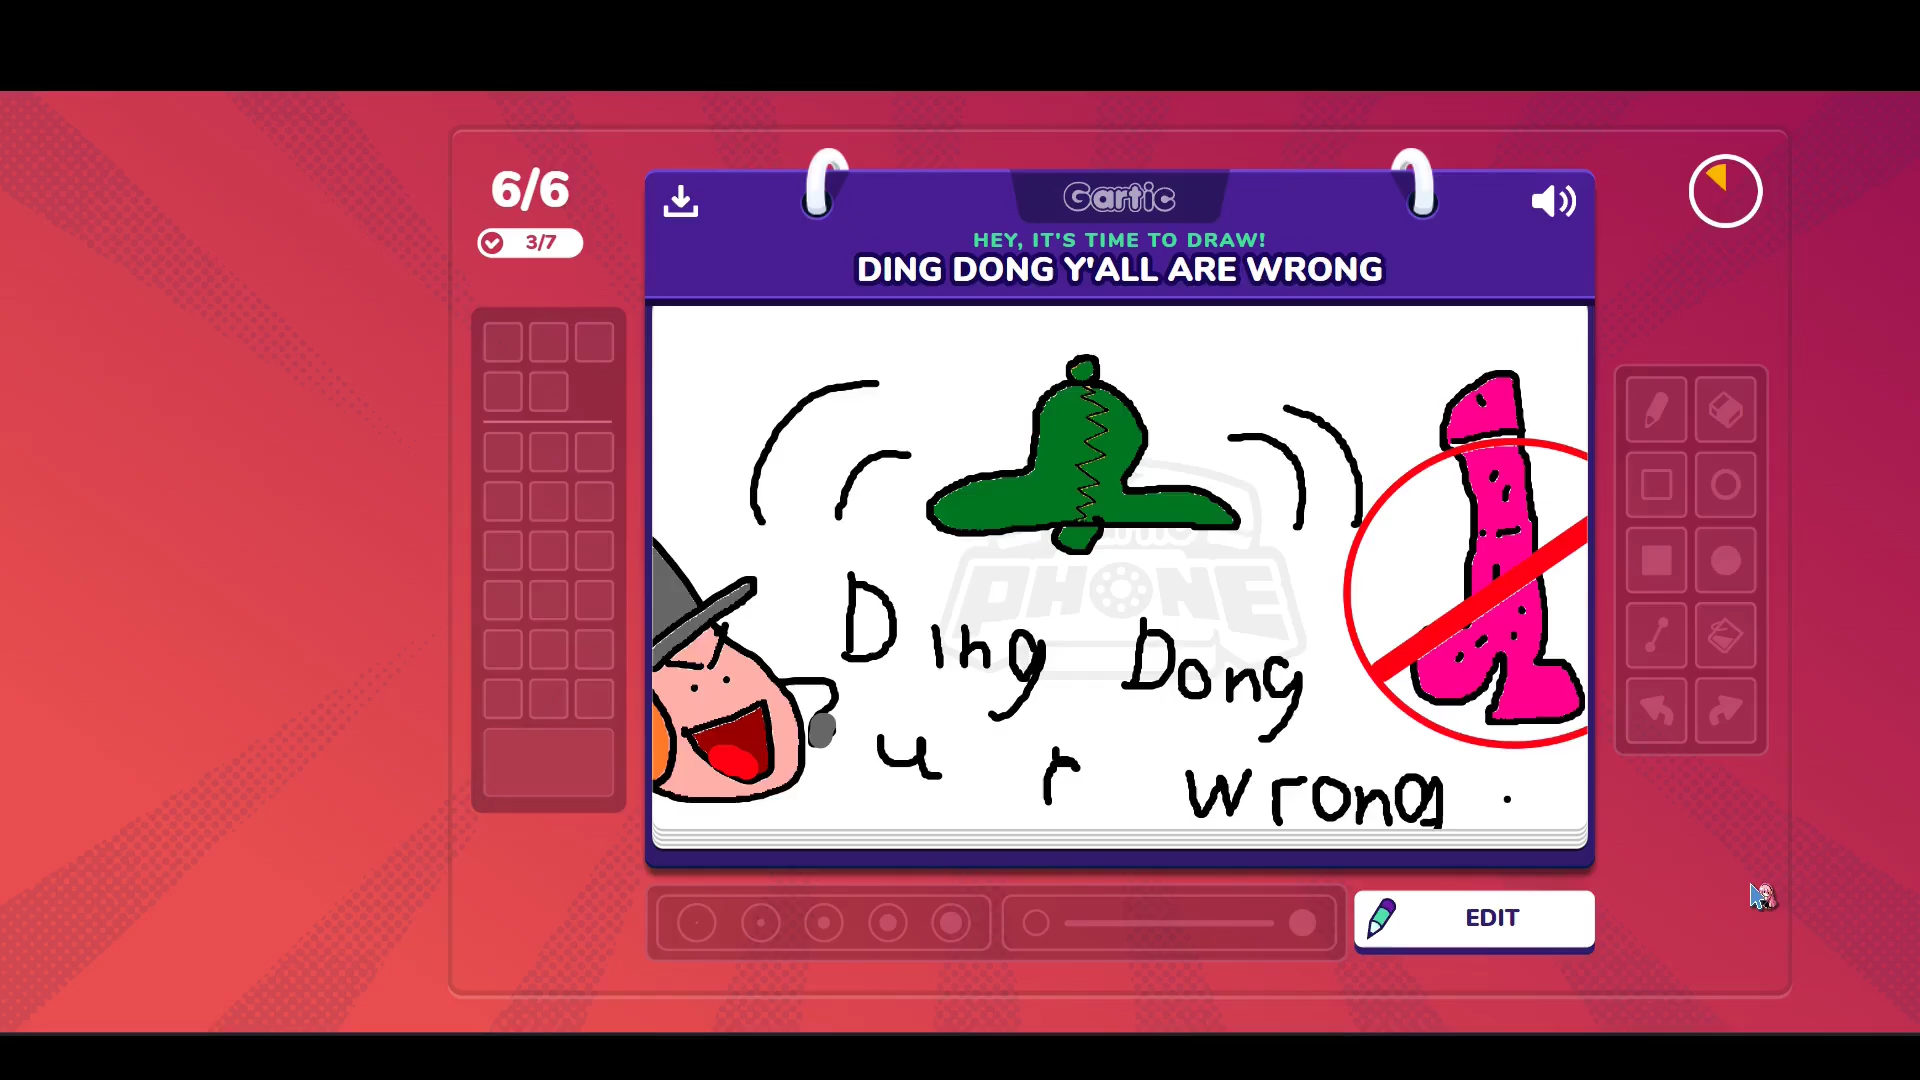 6/6
3/7
Gartic
HEY, IT'S TIME TO DRAW!
DING DONG Y'ALL ARE WRONG
PHONE
Ding Dong
u r wrong .
EDIT